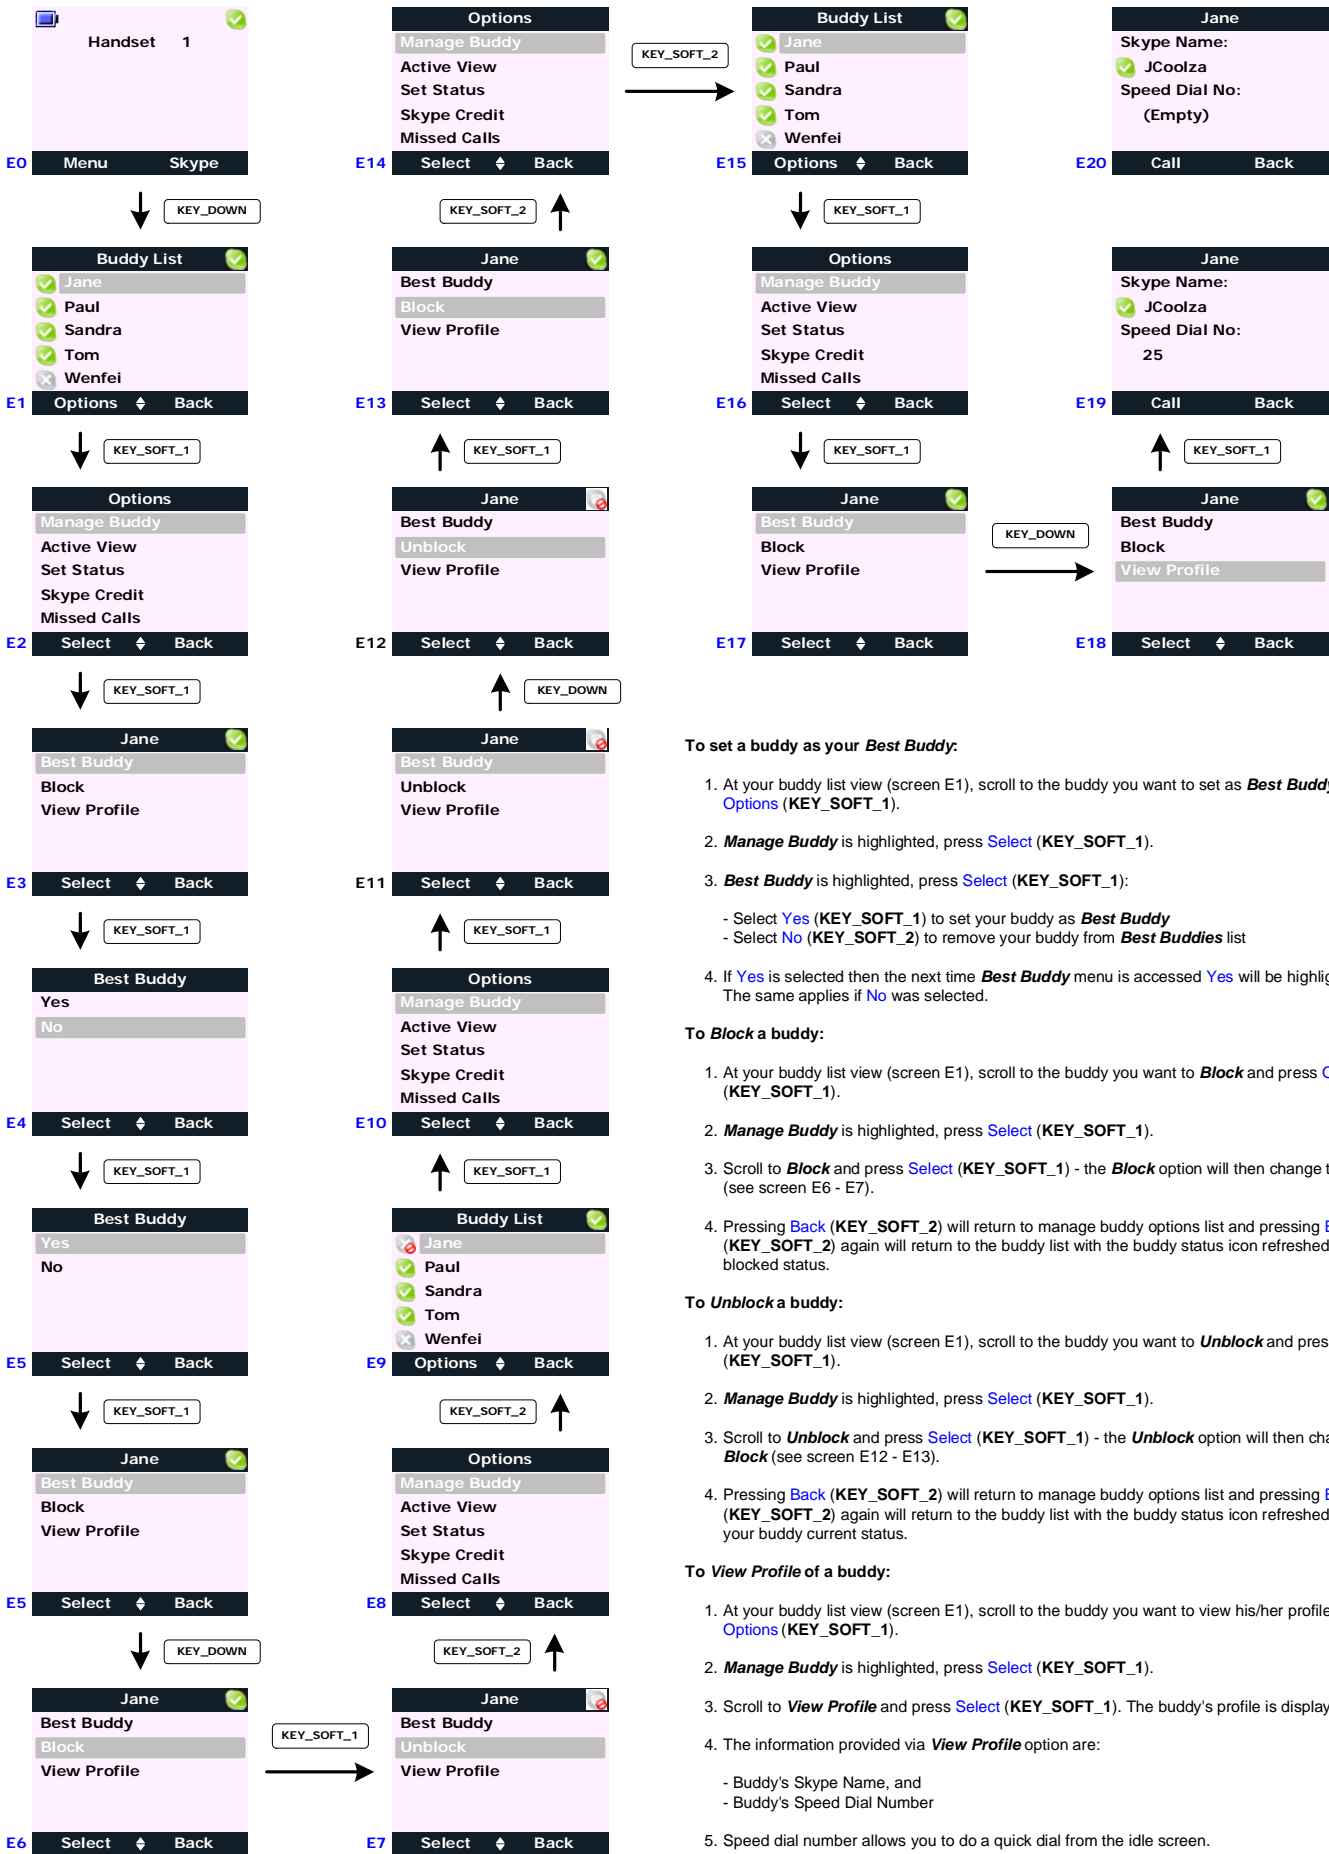 Handset 1
E0 Menu Skype
KEY_DOWN
Buddy List
Jane
Paul
Sandra
Tom
Wenfei
E1 Options Back
KEY_SOFT_1
Options
Manage Buddy
Active View
Set Status
Skype Credit
Missed Calls
E2 Select Back
KEY_SOFT_1
Jane
Best Buddy
Block
View Profile
E3 Select Back
KEY_SOFT_1
Best Buddy
Yes
No
E4 Select Back
KEY_SOFT_1
Best Buddy
Yes
No
E5 Select Back
KEY_SOFT_1
Jane
Best Buddy
Block
View Profile
E5 Select Back
KEY_DOWN
Jane
Best Buddy
Block
View Profile
E6 Select Back
KEY_SOFT_1
Jane
Best Buddy
Unblock
View Profile
E7 Select Back
KEY_SOFT_2
Options
Manage Buddy
Active View
Set Status
Skype Credit
Missed Calls
E8 Select Back
KEY_SOFT_2
Buddy List
Jane
Paul
Sandra
Tom
Wenfei
E9 Options Back
KEY_SOFT_1
Options
Manage Buddy
Active View
Set Status
Skype Credit
Missed Calls
E10 Select Back
KEY_SOFT_1
Jane
Best Buddy
Unblock
View Profile
E11 Select Back
KEY_DOWN
Jane
Best Buddy
Unblock
View Profile
E12 Select Back
KEY_SOFT_1
Jane
Best Buddy
Block
View Profile
E13 Select Back
KEY_SOFT_2
Options
Manage Buddy
Active View
Set Status
Skype Credit
Missed Calls
E14 Select Back
KEY_SOFT_2
Buddy List
Jane
Paul
Sandra
Tom
Wenfei
E15 Options Back
KEY_SOFT_1
Options
Manage Buddy
Active View
Set Status
Skype Credit
Missed Calls
E16 Select Back
KEY_SOFT_1
Jane
Best Buddy
Block
View Profile
E17 Select Back
KEY_DOWN
Jane
Best Buddy
Block
View Profile
E18 Select Back
KEY_SOFT_1
Jane
Skype Name:
JCoolza
Speed Dial No:
25
E19 Call Back
Jane
Skype Name:
JCoolza
Speed Dial No:
(Empty)
E20 Call Back
To set a buddy as your Best Buddy:
1. At your buddy list view (screen E1), scroll to the buddy you want to set as Best Buddy
Options (KEY_SOFT_1).
2. Manage Buddy is highlighted, press Select (KEY_SOFT_1).
3. Best Buddy is highlighted, press Select (KEY_SOFT_1):
- Select Yes (KEY_SOFT_1) to set your buddy as Best Buddy
- Select No (KEY_SOFT_2) to remove your buddy from Best Buddies list
4. If Yes is selected then the next time Best Buddy menu is accessed Yes will be
The same applies if No was selected.
To Block a buddy:
1. At your buddy list view (screen E1), scroll to the buddy you want to Block and press
(KEY_SOFT_1).
2. Manage Buddy is highlighted, press Select (KEY_SOFT_1).
3. Scroll to Block and press Select (KEY_SOFT_1) - the Block option will then change
(see screen E6 - E7).
4. Pressing Back (KEY_SOFT_2) will return to manage buddy options list and pressing
(KEY_SOFT_2) again will return to the buddy list with the buddy status icon refreshed
blocked status.
To Unblock a buddy:
1. At your buddy list view (screen E1), scroll to the buddy you want to Unblock and
(KEY_SOFT_1).
2. Manage Buddy is highlighted, press Select (KEY_SOFT_1).
3. Scroll to Unblock and press Select (KEY_SOFT_1) - the Unblock option will then
Block (see screen E12 - E13).
4. Pressing Back (KEY_SOFT_2) will return to manage buddy options list and pressing
(KEY_SOFT_2) again will return to the buddy list with the buddy status icon refreshed
your buddy current status.
To View Profile of a buddy:
1. At your buddy list view (screen E1), scroll to the buddy you want to view his/her profile
Options (KEY_SOFT_1).
2. Manage Buddy is highlighted, press Select (KEY_SOFT_1).
3. Scroll to View Profile and press Select (KEY_SOFT_1). The buddy's profile is display
4. The information provided via View Profile option are:
- Buddy's Skype Name, and
- Buddy's Speed Dial Number
5. Speed dial number allows you to do a quick dial from the idle screen.